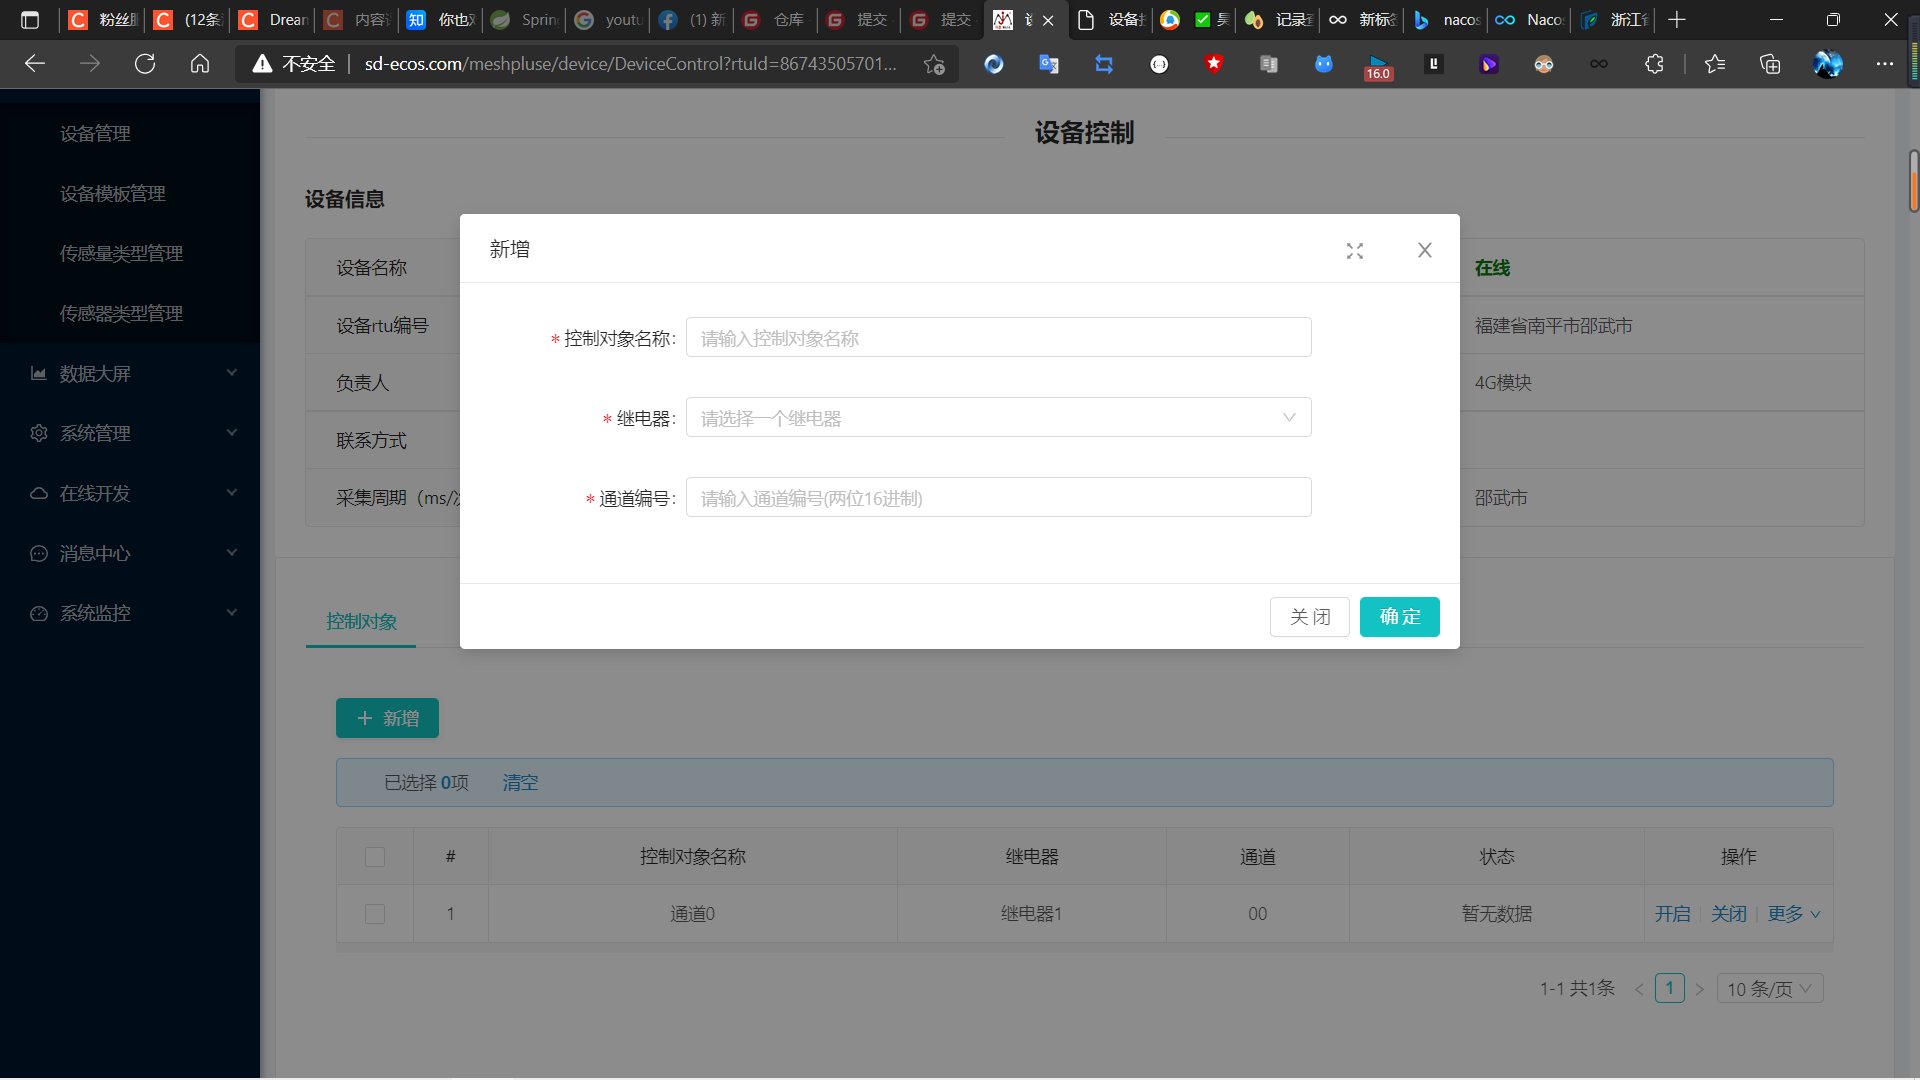 粉丝
(12条
Drean
内容
你也
Sprin
youtu
(1) 新
仓库
提交
提交
设备
记录
新标
nacos
Naco
浙江省
不安全
sd-ecos.com/meshpluse/device/DeviceControl?rtuId=86743505701...
16.0
设备管理
设备模板管理
传感量类型管理
传感器类型管理
数据大屏
系统管理
在线开发
消息中心
系统监控
设备控制
设备信息
设备名称
在线
设备rtu编号
福建省南平市邵武市
负责人
4G模块
联系方式
采集周期（ms/
邵武市
新增
* 控制对象名称:
请输入控制对象名称
* 继电器:
请选择一个继电器
* 通道编号:
请输入通道编号(两位16进制)
关 闭
确 定
控制对象
新增
已选择 0项
清空
#
控制对象名称
继电器
通道
状态
操作
1
通道0
继电器1
00
暂无数据
开启
关闭
更多
1-1 共1条
1
10 条/页